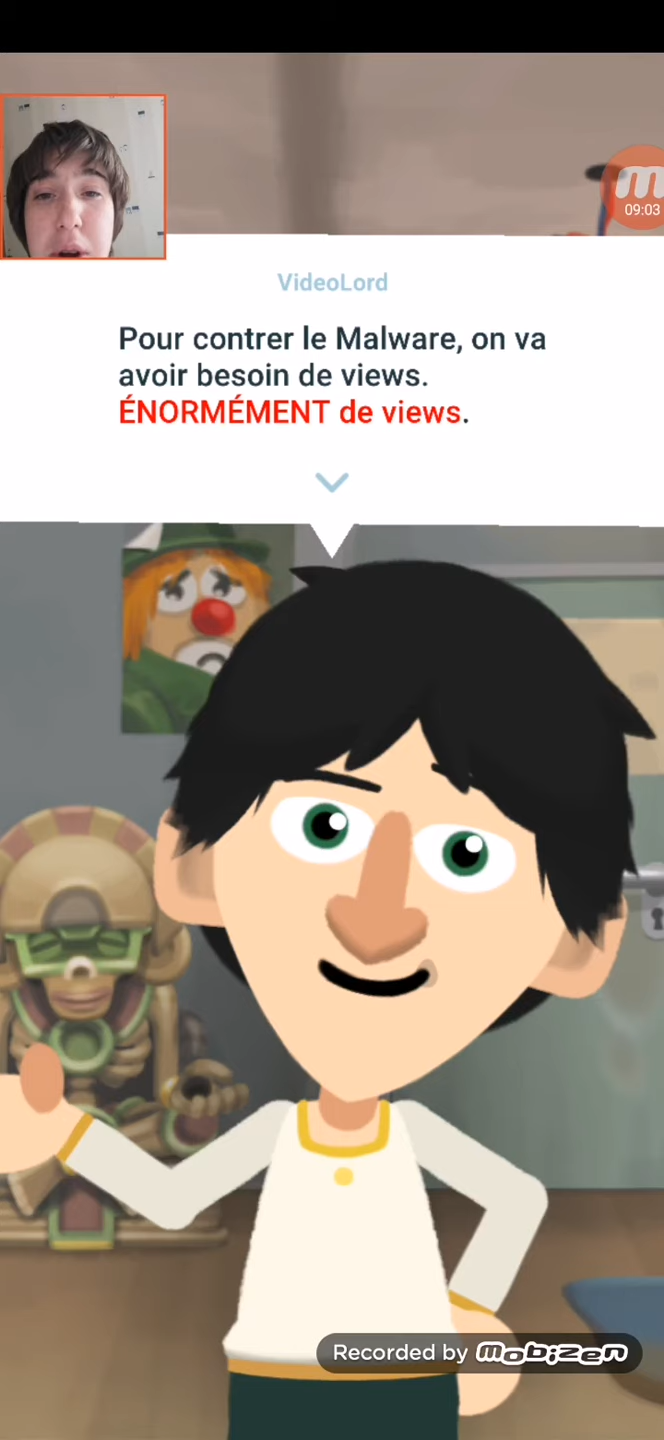 m
09:03
VideoLord
Pour contrer le Malware, on va
avoir besoin de views.
ÉNORMÉMENT de views.
Recorded by mobizen